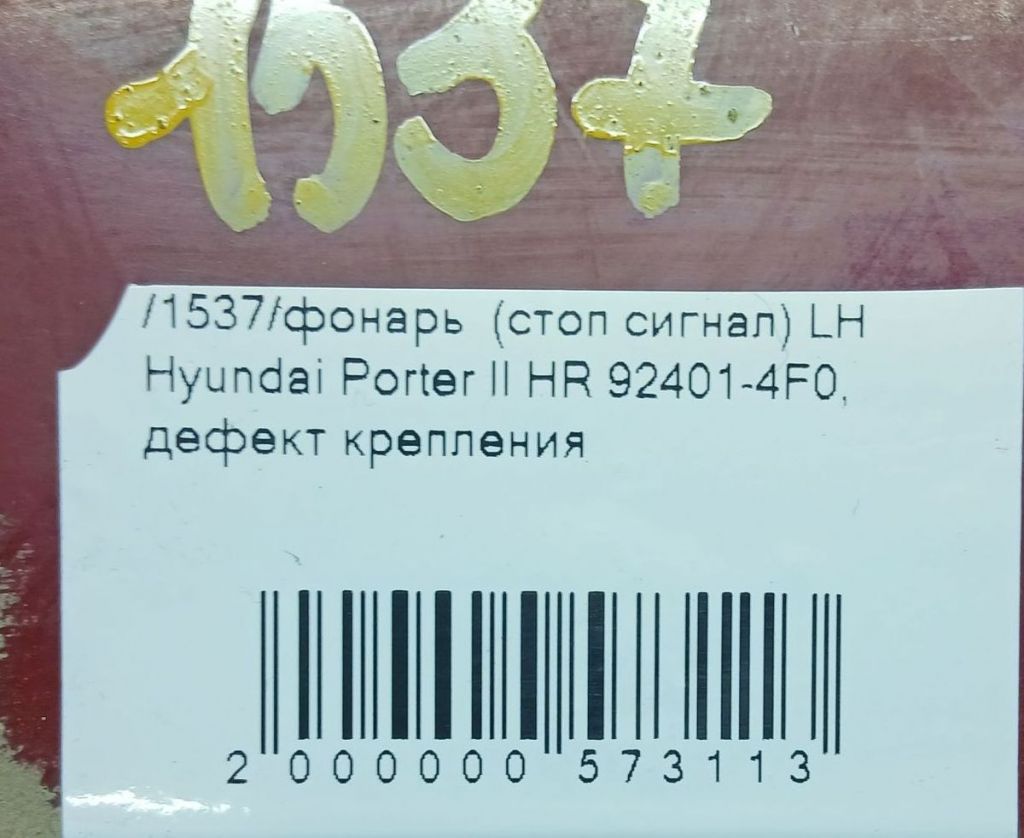 1537
/1537/фонарь (стоп сигнал) LH
Hyundai Porter II HR 92401-4F0,
дефект крепления
2 000000 573113